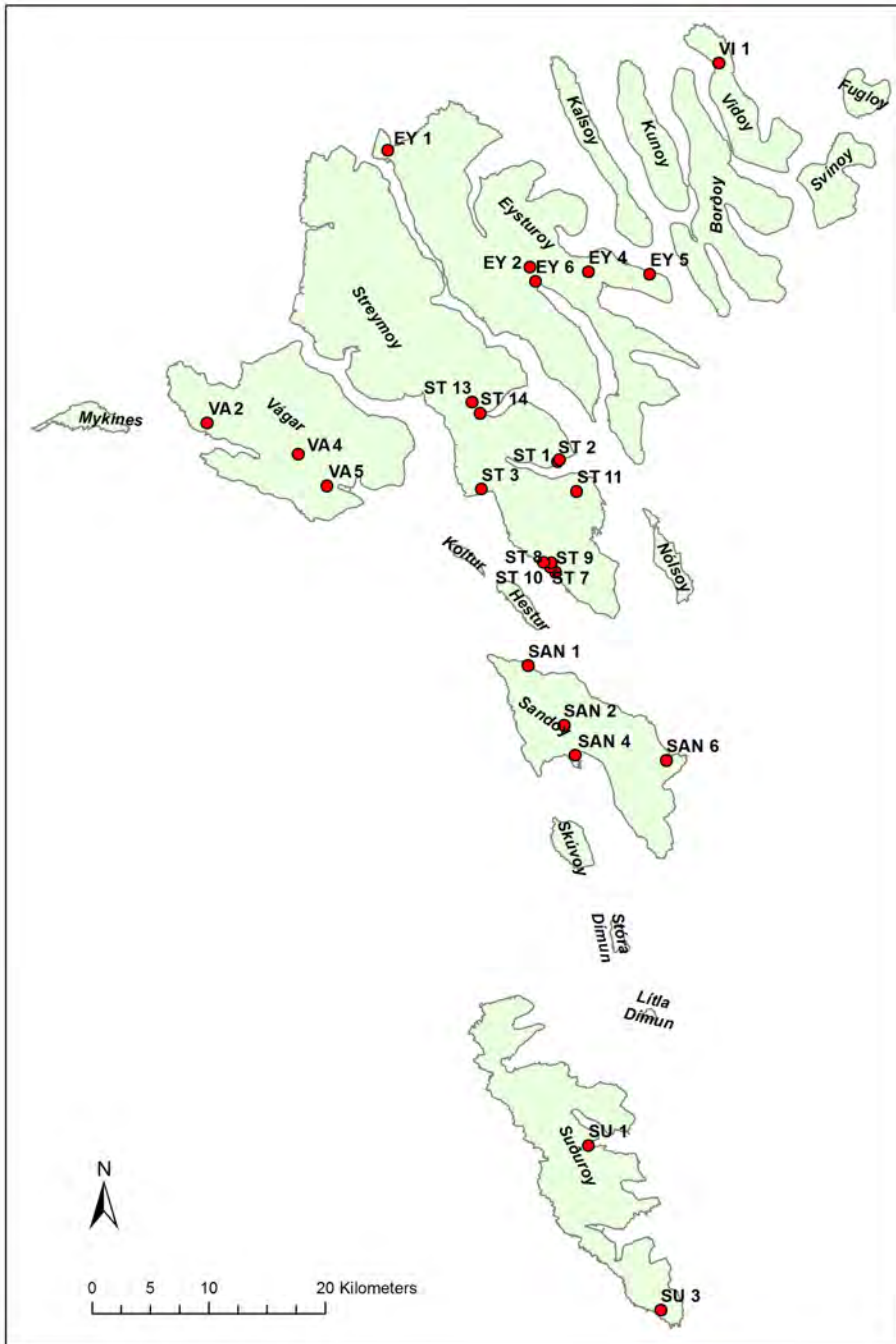 VI 1
Fugloy
Kalsoy
Kunoy
Vidoy
EY 1
Svinoy
Bordoy
Eysturoy
EY 2
EY 6
EY 4
EY 5
Streymoy
ST 13
ST 14
Mykines
VA 2
Vágar
VA 4
ST 1
ST 2
VA 5
ST 3
ST 11
Koltur
ST 8
ST 9
Nólsoy
ST 10
ST 7
Hestur
SAN 1
SAN 2
Sandoy
SAN 4
SAN 6
Skúvoy
Stóra
Dímun
Lítla
Dímun
SU 1
Suðuroy
N
0 5 10 20 Kilometers
SU 3